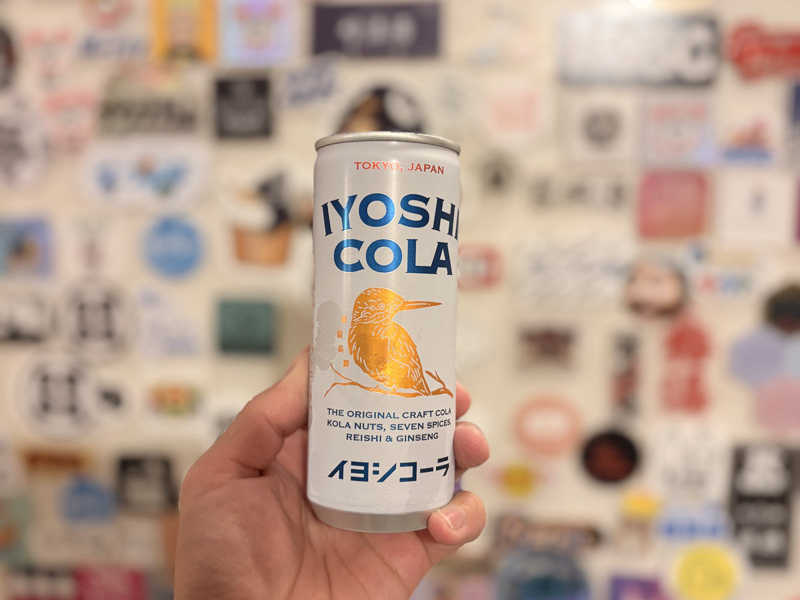 TOKYO, JAPAN
IYOSHI
COLA
THE ORIGINAL CRAFT COLA
KOLA NUTS, SEVEN SPICES,
REISHI & GINSENG
イヨシコーラ